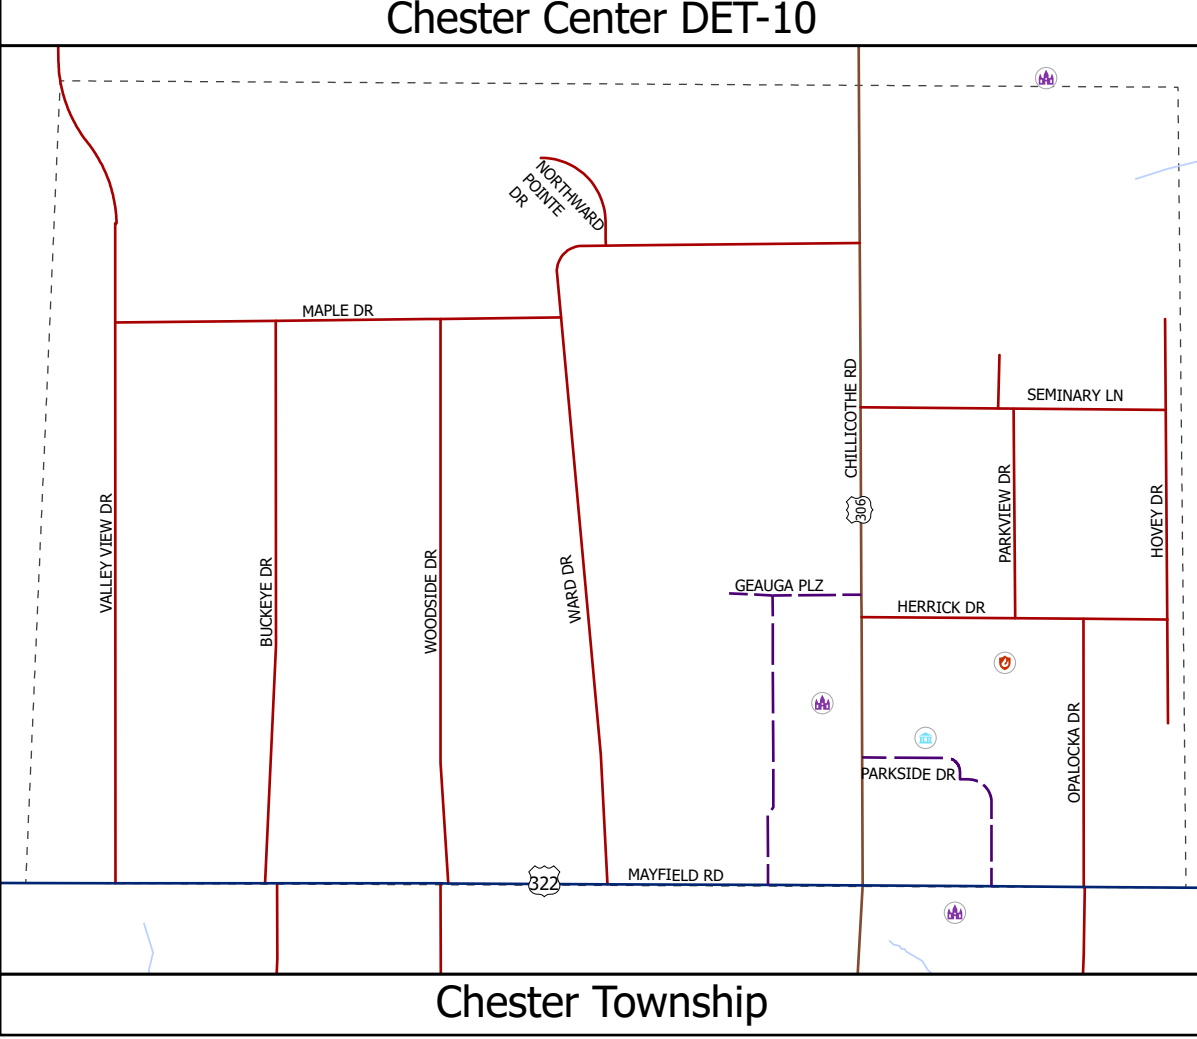 Chester Center DET-10
NORTHWARD
POINTE
DR
MAPLE DR
SEMINARY LN
CHILLICOTHE RD
306
PARKVIEW DR
HOVEY DR
VALLEY VIEW DR
BUCKEYE DR
WOODSIDE DR
WARD DR
GEAUGA PLZ
HERRICK DR
OPALOCKA DR
PARKSIDE DR
322
MAYFIELD RD
Chester Township